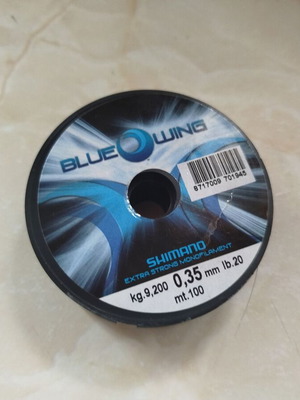 BLUE WING
8717009 701945
SHIMANO
EXTRA STRONG MONOFILAMENT
kg.9,200 0,35 mm lb.20
mt.100